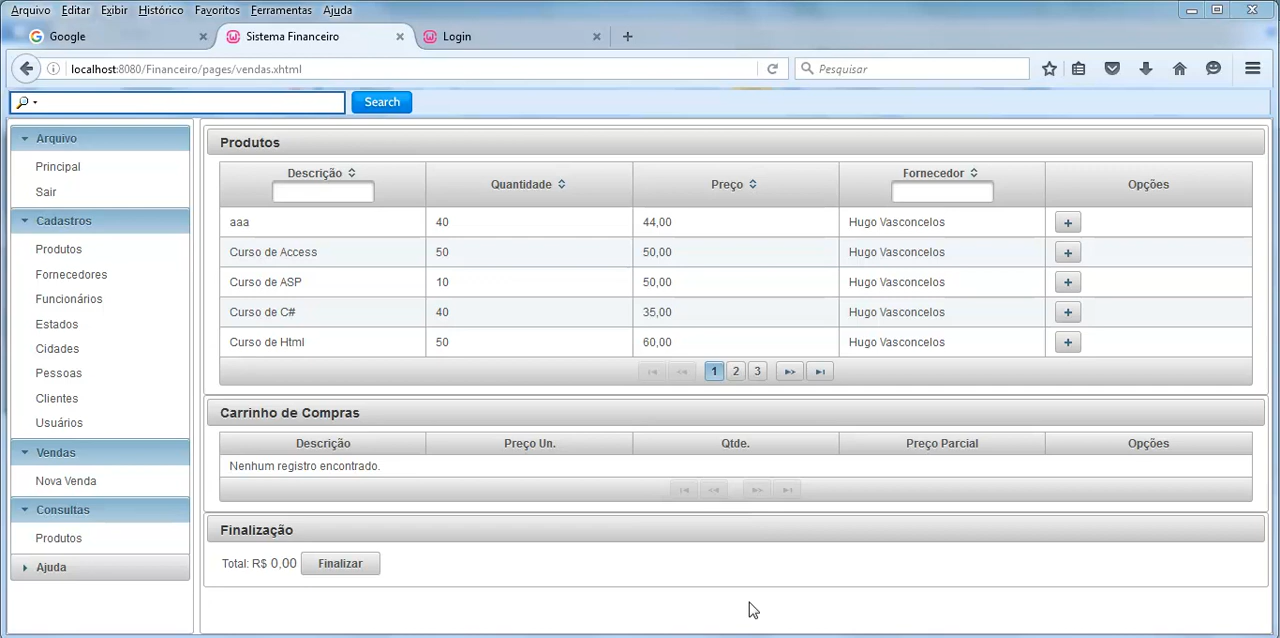 Arquivo Editar Exibir Histórico Favoritos Ferramentas Ajuda
Google Sistema Financeiro Login
localhost:8080/Financeiro/pages/vendas.xhtml Pesquisar
Search
Arquivo
Principal
Sair
Cadastros
Produtos
Fornecedores
Funcionários
Estados
Cidades
Pessoas
Clientes
Usuários
Vendas
Nova Venda
Consultas
Produtos
Ajuda
Produtos
Descrição Quantidade Preço Fornecedor Opções
aaa 40 44,00 Hugo Vasconcelos +
Curso de Access 50 50,00 Hugo Vasconcelos +
Curso de ASP 10 50,00 Hugo Vasconcelos +
Curso de C# 40 35,00 Hugo Vasconcelos +
Curso de Html 50 60,00 Hugo Vasconcelos +
1 2 3
Carrinho de Compras
Descrição Preço Un. Qtde. Preço Parcial Opções
Nenhum registro encontrado.
Finalização
Total: R$ 0,00 Finalizar